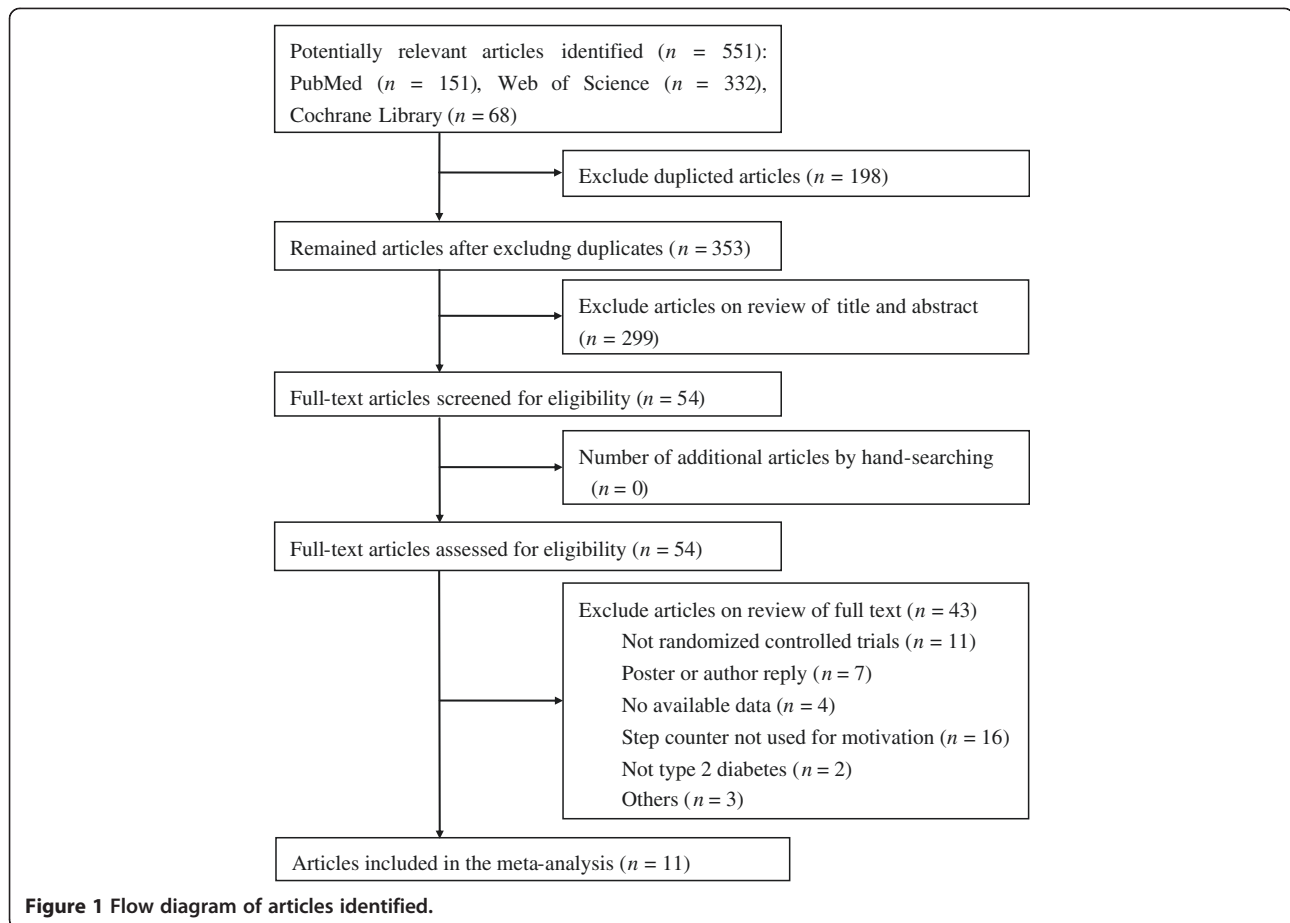 Potentially relevant articles identified (n = 551):
PubMed (n = 151), Web of Science (n = 332),
Cochrane Library (n = 68)
Exclude duplicted articles (n = 198)
Remained articles after excludng duplicates (n = 353)
Exclude articles on review of title and abstract
(n = 299)
Full-text articles screened for eligibility (n = 54)
Number of additional articles by hand-searching
(n = 0)
Full-text articles assessed for eligibility (n = 54)
Exclude articles on review of full text (n = 43)
Not randomized controlled trials (n = 11)
Poster or author reply (n = 7)
No available data (n = 4)
Step counter not used for motivation (n = 16)
Not type 2 diabetes (n = 2)
Others (n = 3)
Articles included in the meta-analysis (n = 11)
Figure 1 Flow diagram of articles identified.